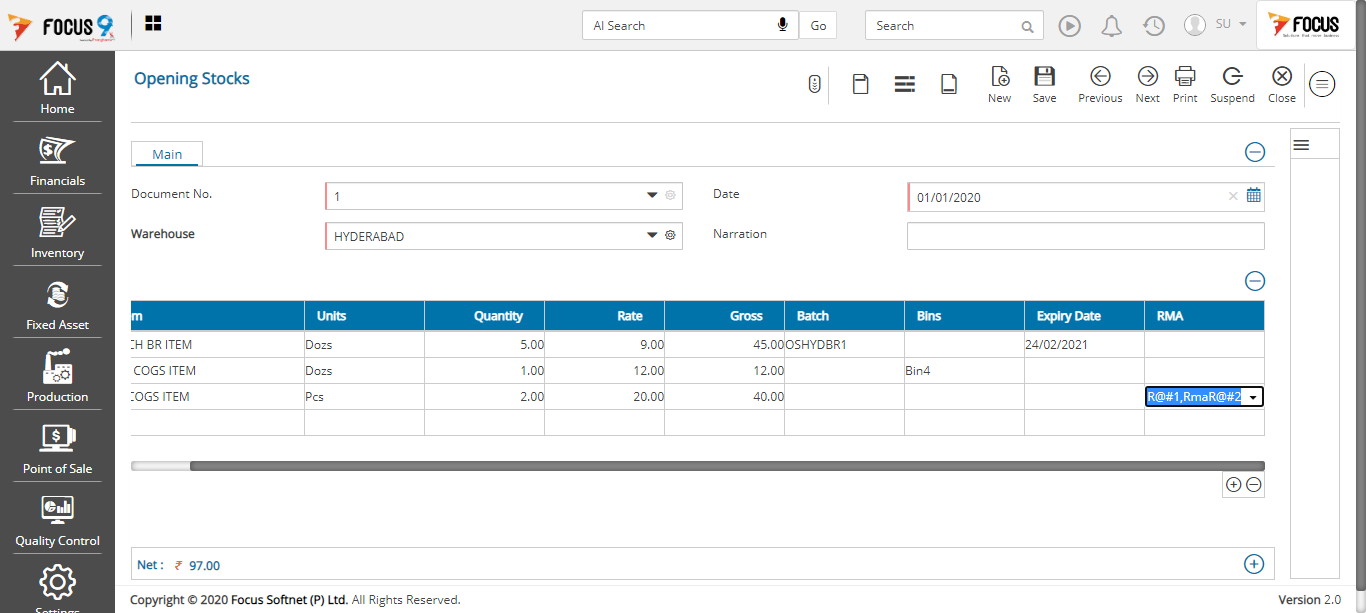 FOCUS 9
AI Search
Go
Search
SU
FOCUS
Home
Financials
Inventory
Fixed Asset
Production
Point of Sale
Quality Control
Settings
Opening Stocks
New
Save
Previous
Next
Print
Suspend
Close
Main
Document No.
1
Date
01/01/2020
Warehouse
HYDERABAD
Narration
m Units Quantity Rate Gross Batch Bins Expiry Date RMA
CH BR ITEM Dozs 5.00 9.00 45.00 OSHYDBR1 24/02/2021
COGS ITEM Dozs 1.00 12.00 12.00 Bin4
COGS ITEM Pcs 2.00 20.00 40.00 R@#1,RmaR@#2
Net : ₹ 97.00
Copyright © 2020 Focus Softnet (P) Ltd. All Rights Reserved.
Version 2.0